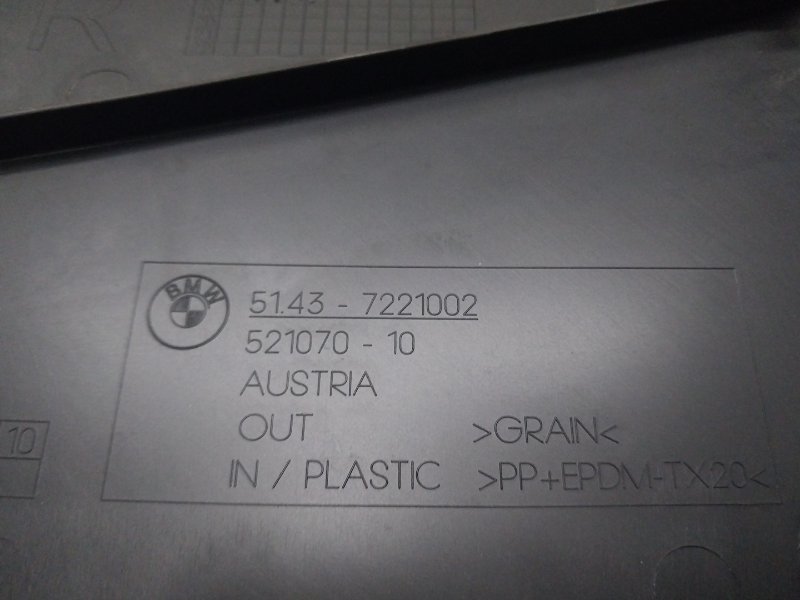 BMW
51.43 - 7221002
521070 - 10
AUSTRIA
OUT >GRAIN<
IN / PLASTIC >PP+EPDM-TX20<
10